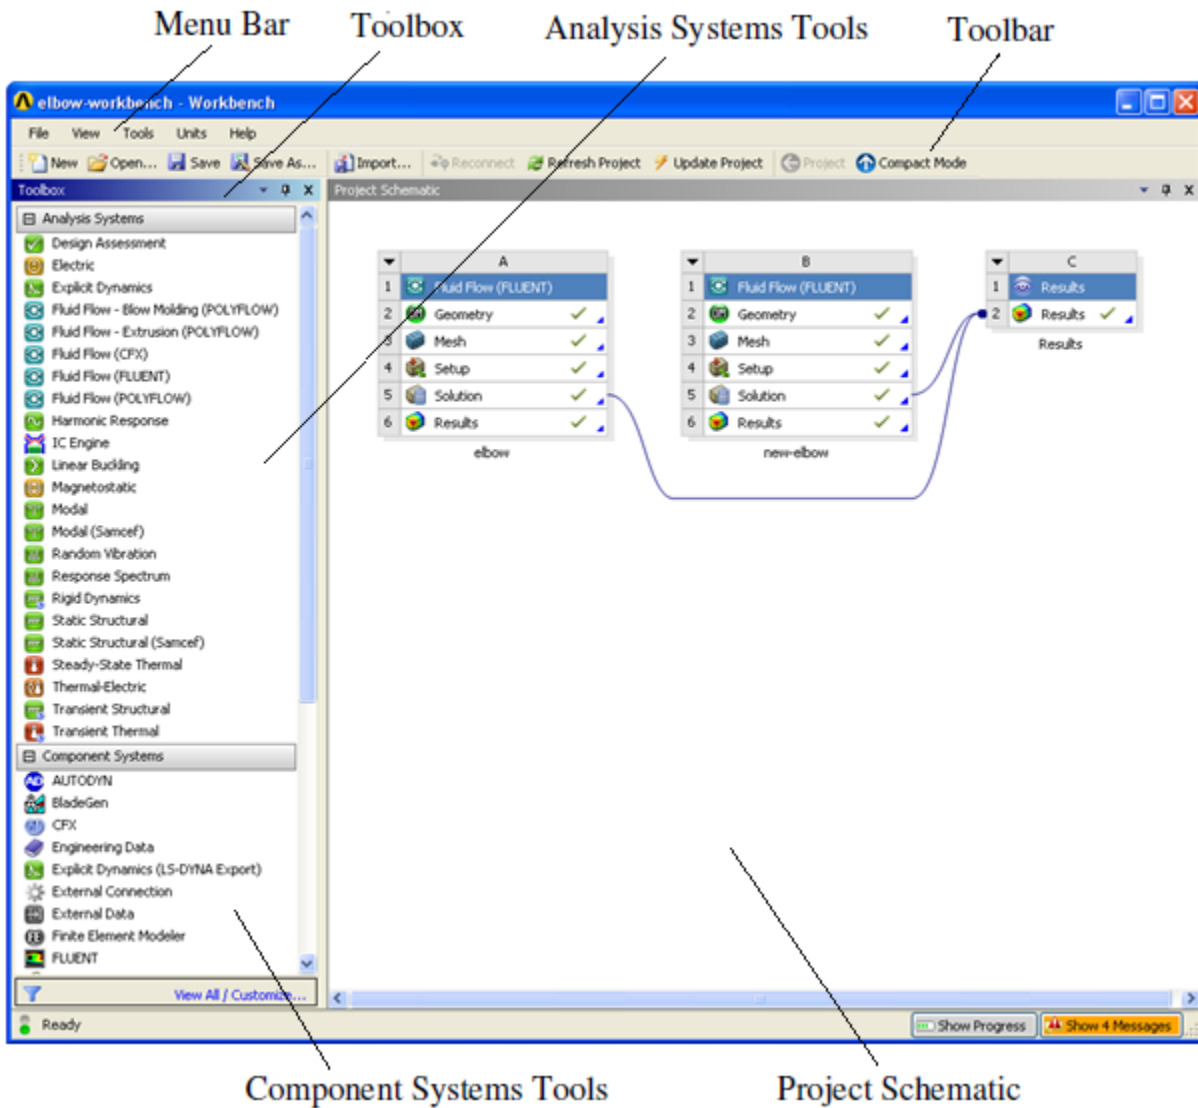 Menu Bar Toolbox Analysis Systems Tools Toolbar
elbow-workbench - Workbench
File View Tools Units Help
New Open... Save Save As... Import... Reconnect Refresh Project Update Project Project Compact Mode
Toolbox
Project Schematic
Analysis Systems
Design Assessment
Electric
Explicit Dynamics
Fluid Flow - Blow Molding (POLYFLOW)
Fluid Flow - Extrusion (POLYFLOW)
Fluid Flow (CFX)
Fluid Flow (FLUENT)
Fluid Flow (POLYFLOW)
Harmonic Response
IC Engine
Linear Buckling
Magnetostatic
Modal
Modal (Samcef)
Random Vibration
Response Spectrum
Rigid Dynamics
Static Structural
Static Structural (Samcef)
Steady-State Thermal
Thermal-Electric
Transient Structural
Transient Thermal
Component Systems
AUTODYN
BladeGen
CFX
Engineering Data
Explicit Dynamics (LS-DYNA Export)
External Connection
External Data
Finite Element Modeler
FLUENT
View All / Customize...
A
1 Fluid Flow (FLUENT)
2 Geometry
3 Mesh
4 Setup
5 Solution
6 Results
elbow
B
1 Fluid Flow (FLUENT)
2 Geometry
3 Mesh
4 Setup
5 Solution
6 Results
new-elbow
C
1 Results
2 Results
Results
Ready
Show Progress Show 4 Messages
Component Systems Tools Project Schematic